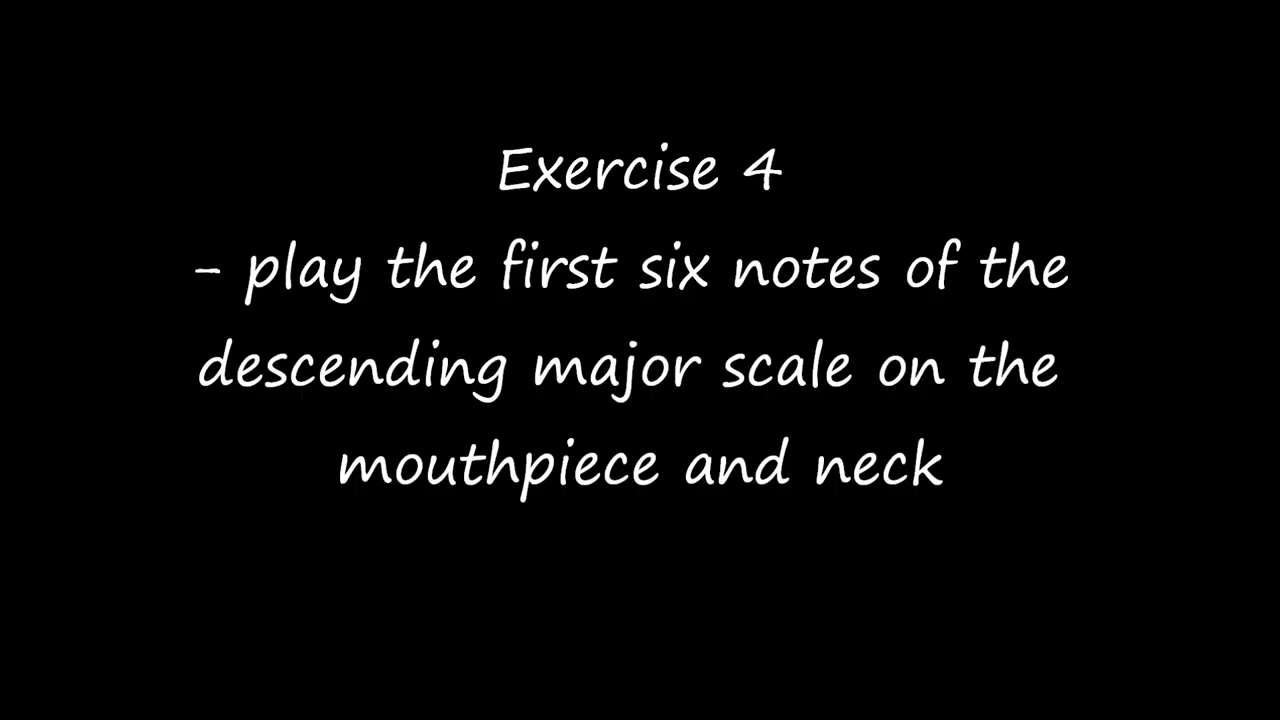 Exercise 4
- play the first six notes of the
descending major scale on the
mouthpiece and neck